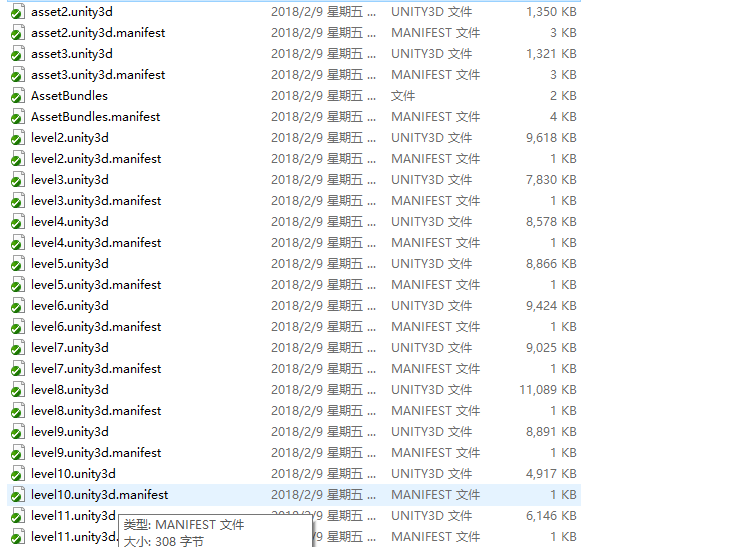 asset2.unity3d 2018/2/9 星期五 ... UNITY3D 文件 1,350 KB
asset2.unity3d.manifest 2018/2/9 星期五 ... MANIFEST 文件 3 KB
asset3.unity3d 2018/2/9 星期五 ... UNITY3D 文件 1,321 KB
asset3.unity3d.manifest 2018/2/9 星期五 ... MANIFEST 文件 3 KB
AssetBundles 2018/2/9 星期五 ... 文件 2 KB
AssetBundles.manifest 2018/2/9 星期五 ... MANIFEST 文件 4 KB
level2.unity3d 2018/2/9 星期五 ... UNITY3D 文件 9,618 KB
level2.unity3d.manifest 2018/2/9 星期五 ... MANIFEST 文件 1 KB
level3.unity3d 2018/2/9 星期五 ... UNITY3D 文件 7,830 KB
level3.unity3d.manifest 2018/2/9 星期五 ... MANIFEST 文件 1 KB
level4.unity3d 2018/2/9 星期五 ... UNITY3D 文件 8,578 KB
level4.unity3d.manifest 2018/2/9 星期五 ... MANIFEST 文件 1 KB
level5.unity3d 2018/2/9 星期五 ... UNITY3D 文件 8,866 KB
level5.unity3d.manifest 2018/2/9 星期五 ... MANIFEST 文件 1 KB
level6.unity3d 2018/2/9 星期五 ... UNITY3D 文件 9,424 KB
level6.unity3d.manifest 2018/2/9 星期五 ... MANIFEST 文件 1 KB
level7.unity3d 2018/2/9 星期五 ... UNITY3D 文件 9,025 KB
level7.unity3d.manifest 2018/2/9 星期五 ... MANIFEST 文件 1 KB
level8.unity3d 2018/2/9 星期五 ... UNITY3D 文件 11,089 KB
level8.unity3d.manifest 2018/2/9 星期五 ... MANIFEST 文件 1 KB
level9.unity3d 2018/2/9 星期五 ... UNITY3D 文件 8,891 KB
level9.unity3d.manifest 2018/2/9 星期五 ... MANIFEST 文件 1 KB
level10.unity3d 2018/2/9 星期五 ... UNITY3D 文件 4,917 KB
level10.unity3d.manifest 2018/2/9 星期五 ... MANIFEST 文件 1 KB
level11.unity3d 2018/2/9 星期五 ... UNITY3D 文件 6,146 KB
类型: MANIFEST 文件
level11.unity3d. 2018/2/9 星期五 ... MANIFEST 文件 1 KB
大小: 308 字节